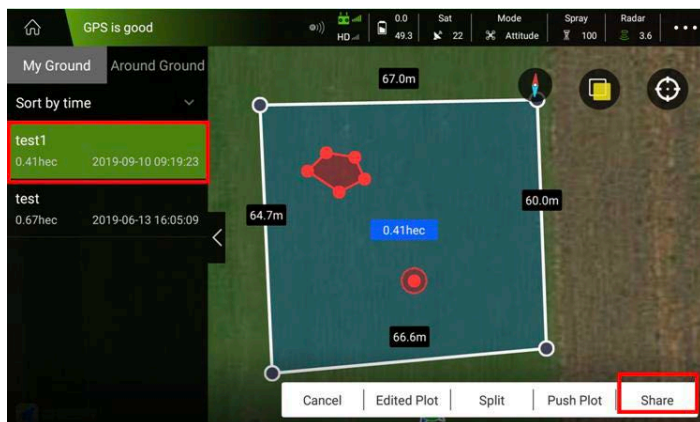 GPS is good
HD
0.0
49.3
Sat
22
Mode
Attitude
Spray
100
Radar
3.6
My Ground
Around Ground
Sort by time
test1
0.41hec 2019-09-10 09:19:23
test
0.67hec 2019-06-13 16:05:09
67.0m
64.7m
60.0m
0.41hec
66.6m
Cancel
Edited Plot
Split
Push Plot
Share